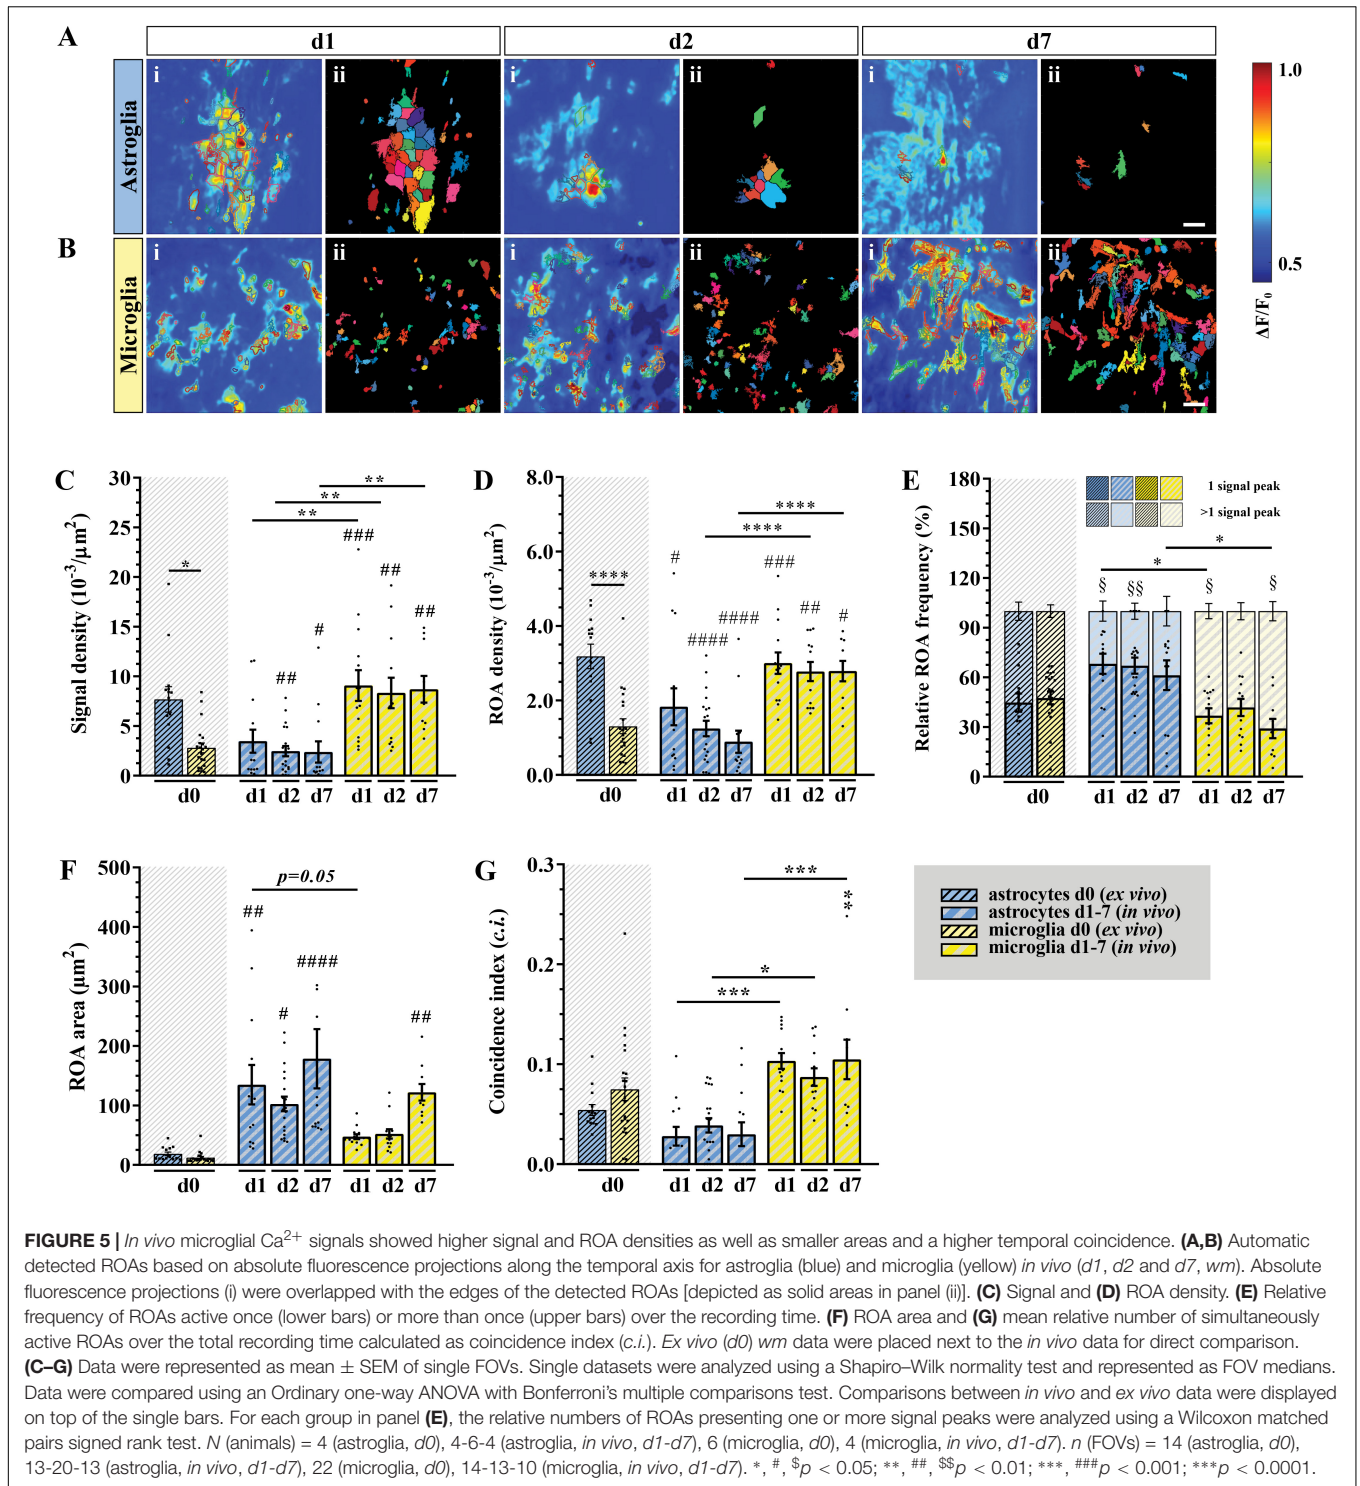 A
d1
d2
d7
Astroglia
i
ii
i
ii
i
ii
1.0
0.5
ΔF/F0
B
Microglia
i
ii
i
ii
i
ii
C
Signal density (10-3/μm2)
30
25
20
15
10
5
0
*
**
**
**
###
##
##
##
#
d0
d1
d2
d7
d1
d2
d7
D
ROA density (10-3/μm2)
8.0
6.0
4.0
2.0
0.0
****
****
****
#
####
####
###
##
#
d0
d1
d2
d7
d1
d2
d7
E
Relative ROA frequency (%)
180
150
120
90
60
30
0
1 signal peak
>1 signal peak
*
*
§
§§
§
§
d0
d1
d2
d7
d1
d2
d7
F
ROA area (μm2)
500
400
300
200
100
0
p=0.05
##
#
####
##
d0
d1
d2
d7
d1
d2
d7
G
Coincidence index (c.i.)
0.3
0.2
0.1
0.0
***
*
***
**
d0
d1
d2
d7
d1
d2
d7
astrocytes d0 (ex vivo)
astrocytes d1-7 (in vivo)
microglia d0 (ex vivo)
microglia d1-7 (in vivo)
FIGURE 5 | In vivo microglial Ca2+ signals showed higher signal and ROA densities as well as smaller areas and a higher temporal coincidence. (A,B) Automatic
detected ROAs based on absolute fluorescence projections along the temporal axis for astroglia (blue) and microglia (yellow) in vivo (d1, d2 and d7, wm). Absolute
fluorescence projections (i) were overlapped with the edges of the detected ROAs [depicted as solid areas in panel (ii)]. (C) Signal and (D) ROA density. (E) Relative
frequency of ROAs active once (lower bars) or more than once (upper bars) over the recording time. (F) ROA area and (G) mean relative number of simultaneously
active ROAs over the total recording time calculated as coincidence index (c.i.). Ex vivo (d0) wm data were placed next to the in vivo data for direct comparison.
(C–G) Data were represented as mean ± SEM of single FOVs. Single datasets were analyzed using a Shapiro–Wilk normality test and represented as FOV medians.
Data were compared using an Ordinary one-way ANOVA with Bonferroni's multiple comparisons test. Comparisons between in vivo and ex vivo data were displayed
on top of the single bars. For each group in panel (E), the relative numbers of ROAs presenting one or more signal peaks were analyzed using a Wilcoxon matched
pairs signed rank test. N (animals) = 4 (astroglia, d0), 4-6-4 (astroglia, in vivo, d1-d7), 6 (microglia, d0), 4 (microglia, in vivo, d1-d7). n (FOVs) = 14 (astroglia, d0),
13-20-13 (astroglia, in vivo, d1-d7), 22 (microglia, d0), 14-13-10 (microglia, in vivo, d1-d7). *, #, $p < 0.05; **, ##, $$p < 0.01; ***, ###p < 0.001; ***p < 0.0001.